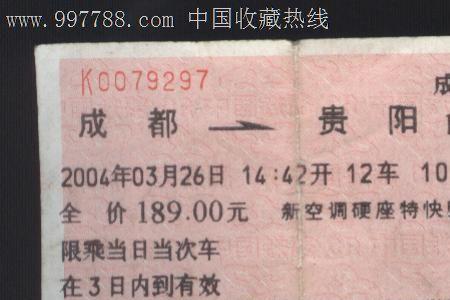 www.997788.com 中国收藏热线
K0079297
成
成都 → 贵阳
2004年03月26日 14:42开 12车 10
全 价 189.00元 新空调硬座特快
限乘当日当次车
在3日内到有效